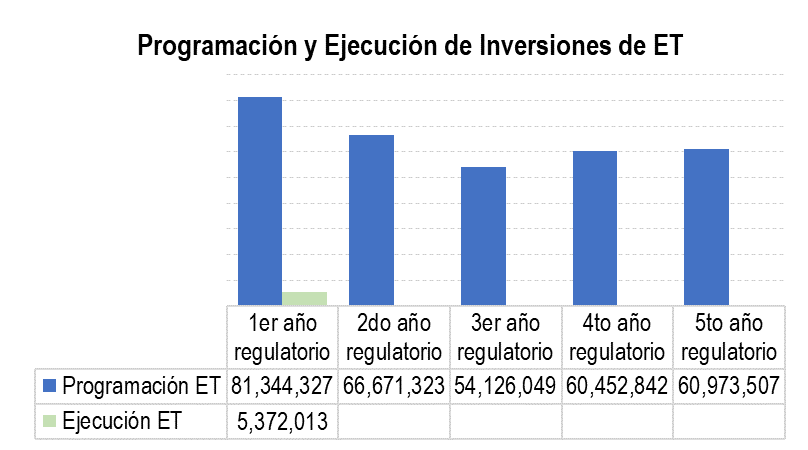 Programación y Ejecución de Inversiones de ET
1er año 2do año 3er año 4to año 5to año
regulatorio regulatorio regulatorio regulatorio regulatorio
Programación ET 81,344,327 66,671,323 54,126,049 60,452,842 60,973,507
Ejecución ET 5,372,013